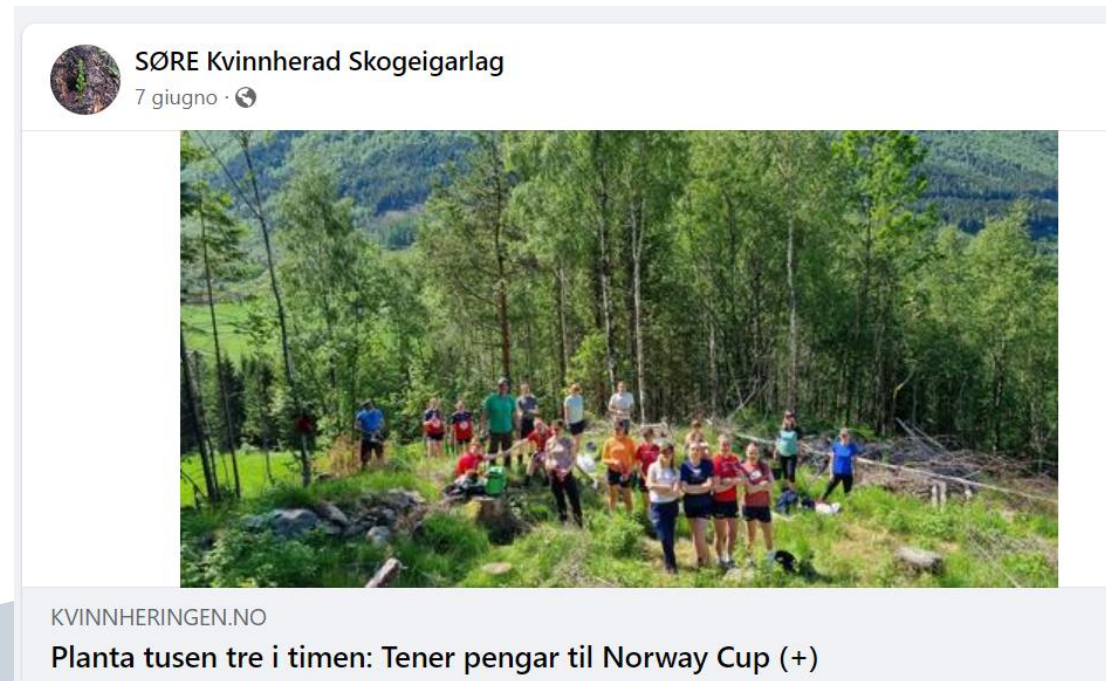 SØRE Kvinnherad Skogeigarlag
7 giugno ·
KVINNHERINGEN.NO
Planta tusen tre i timen: Tener pengar til Norway Cup (+)